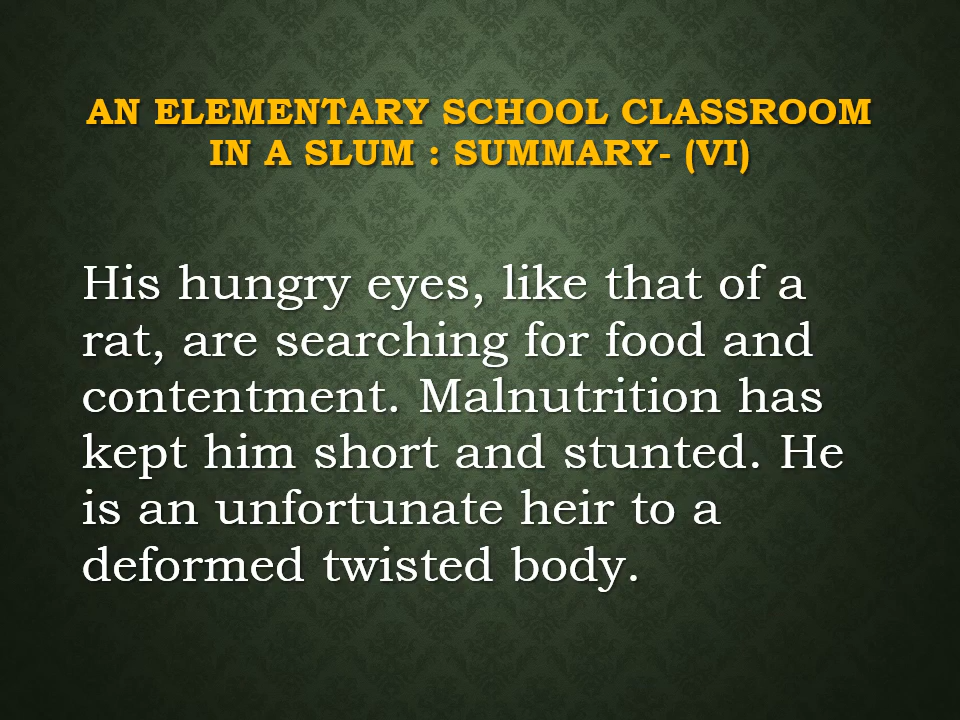 AN ELEMENTARY SCHOOL CLASSROOM
IN A SLUM : SUMMARY- (VI)
His hungry eyes, like that of a
rat, are searching for food and
contentment. Malnutrition has
kept him short and stunted. He
is an unfortunate heir to a
deformed twisted body.